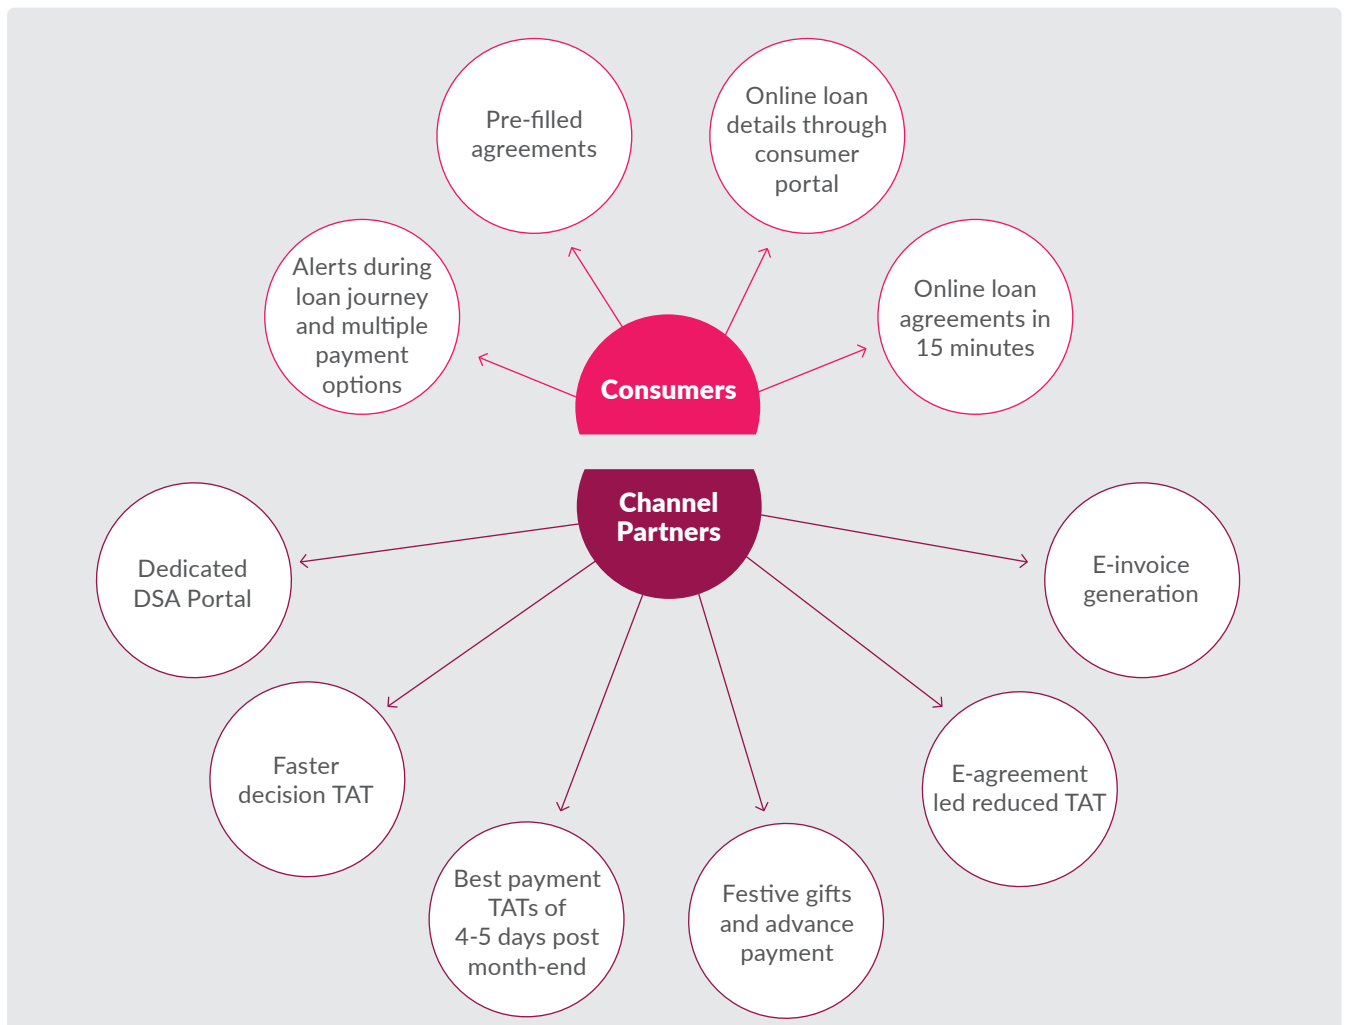 Pre-filled
agreements
Online loan
details through
consumer
portal
Alerts during
loan journey
and multiple
payment
options
Online loan
agreements in
15 minutes
Consumers
Channel
Partners
Dedicated
DSA Portal
E-invoice
generation
Faster
decision TAT
E-agreement
led reduced TAT
Best payment
TATs of
4-5 days post
month-end
Festive gifts
and advance
payment